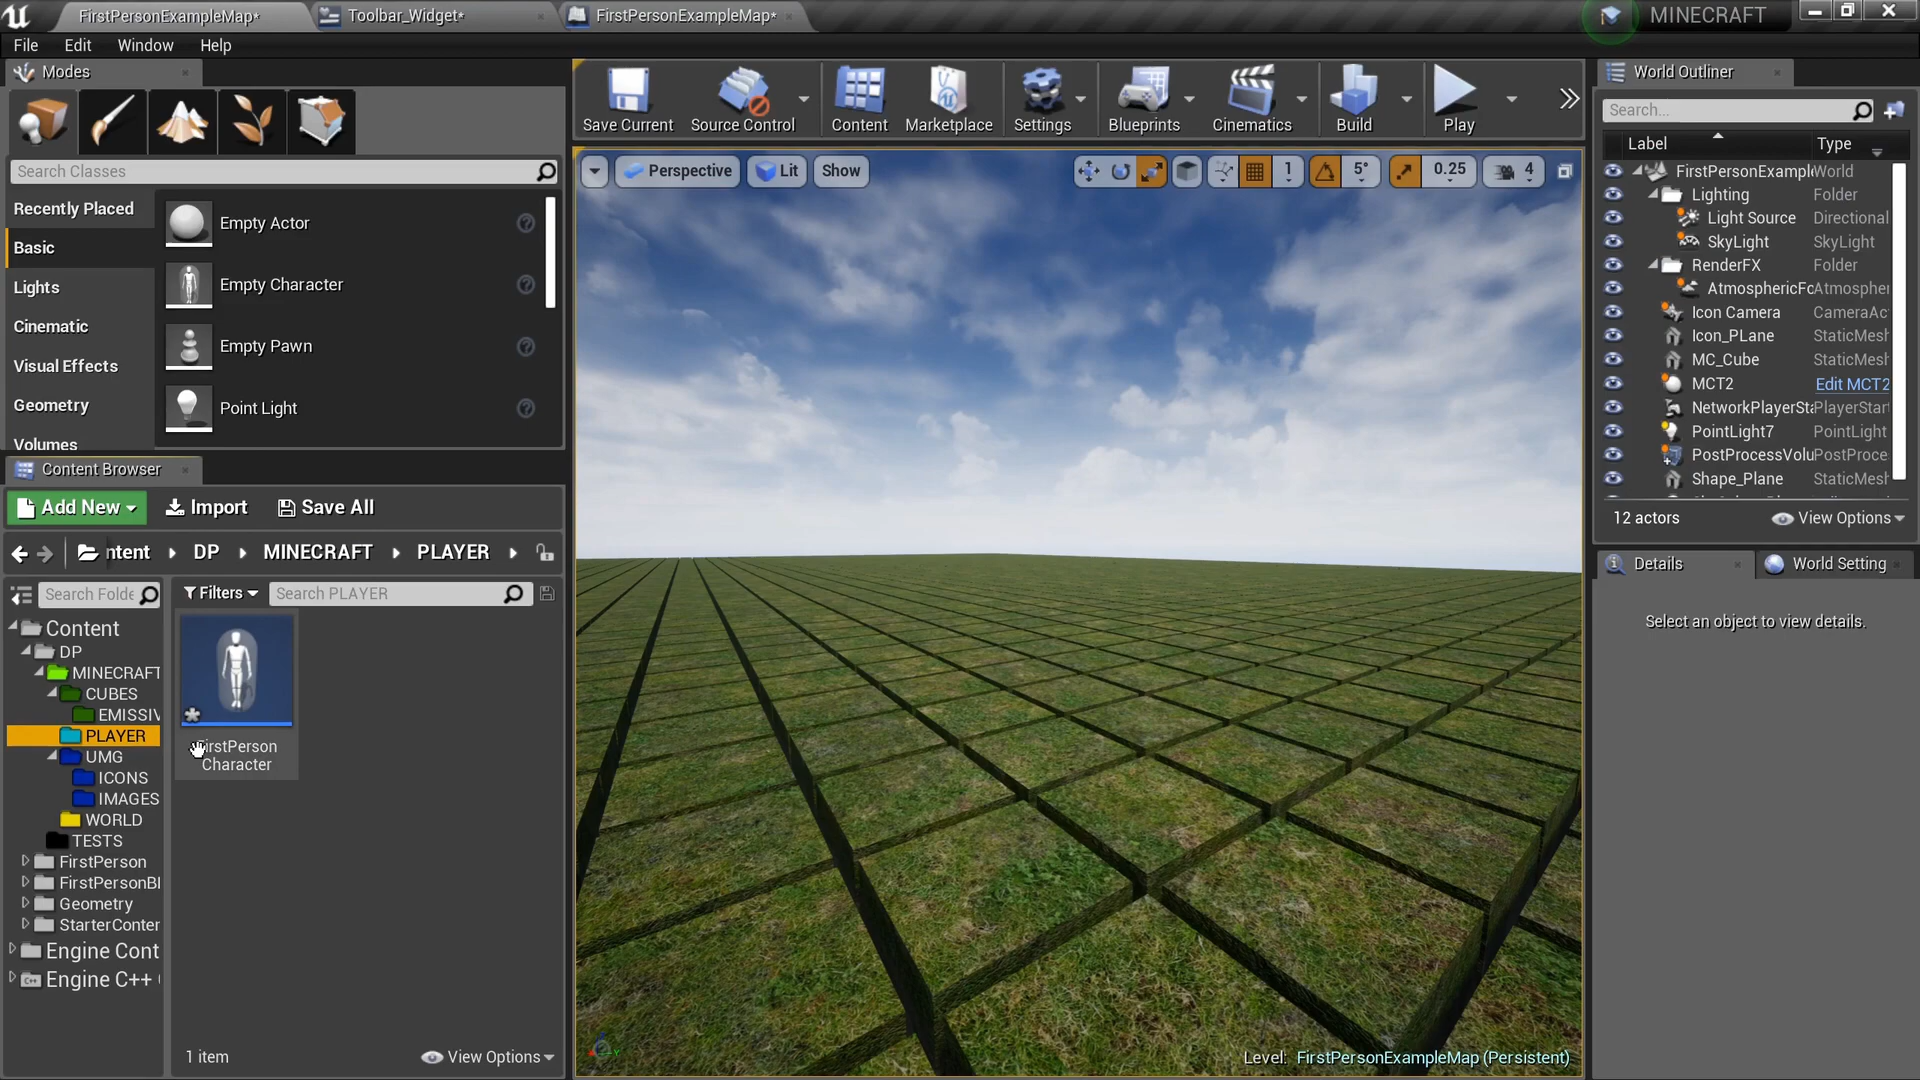 FirstPersonExampleMap*
Toolbar_Widget*
FirstPersonExampleMap*
MINECRAFT
File Edit Window Help
Modes
Search Classes
Recently Placed
Basic
Lights
Cinematic
Visual Effects
Geometry
Volumes
Empty Actor
Empty Character
Empty Pawn
Point Light
Save Current
Source Control
Content
Marketplace
Settings
Blueprints
Cinematics
Build
Play
Perspective
Lit
Show
1
5°
0.25
4
Level: FirstPersonExampleMap (Persistent)
Content Browser
Add New
Import
Save All
ntent DP MINECRAFT PLAYER
Search Folde
Filters
Search PLAYER
Content
DP
MINECRAFT
CUBES
EMISSIV
PLAYER
UMG
ICONS
IMAGES
WORLD
TESTS
FirstPerson
FirstPersonBl
Geometry
StarterConter
Engine Cont
Engine C++
FirstPerson
Character
1 item
View Options
World Outliner
Search...
Label Type
FirstPersonExampl World
Lighting Folder
Light Source Directional
SkyLight SkyLight
RenderFX Folder
AtmosphericFo Atmospher
Icon Camera CameraAc
Icon_PLane StaticMesh
MC_Cube StaticMesh
MCT2 Edit MCT2
NetworkPlayerSta PlayerStart
PointLight7 PointLight
PostProcessVolu PostProce
Shape_Plane StaticMesh
12 actors
View Options
Details
World Setting
Select an object to view details.